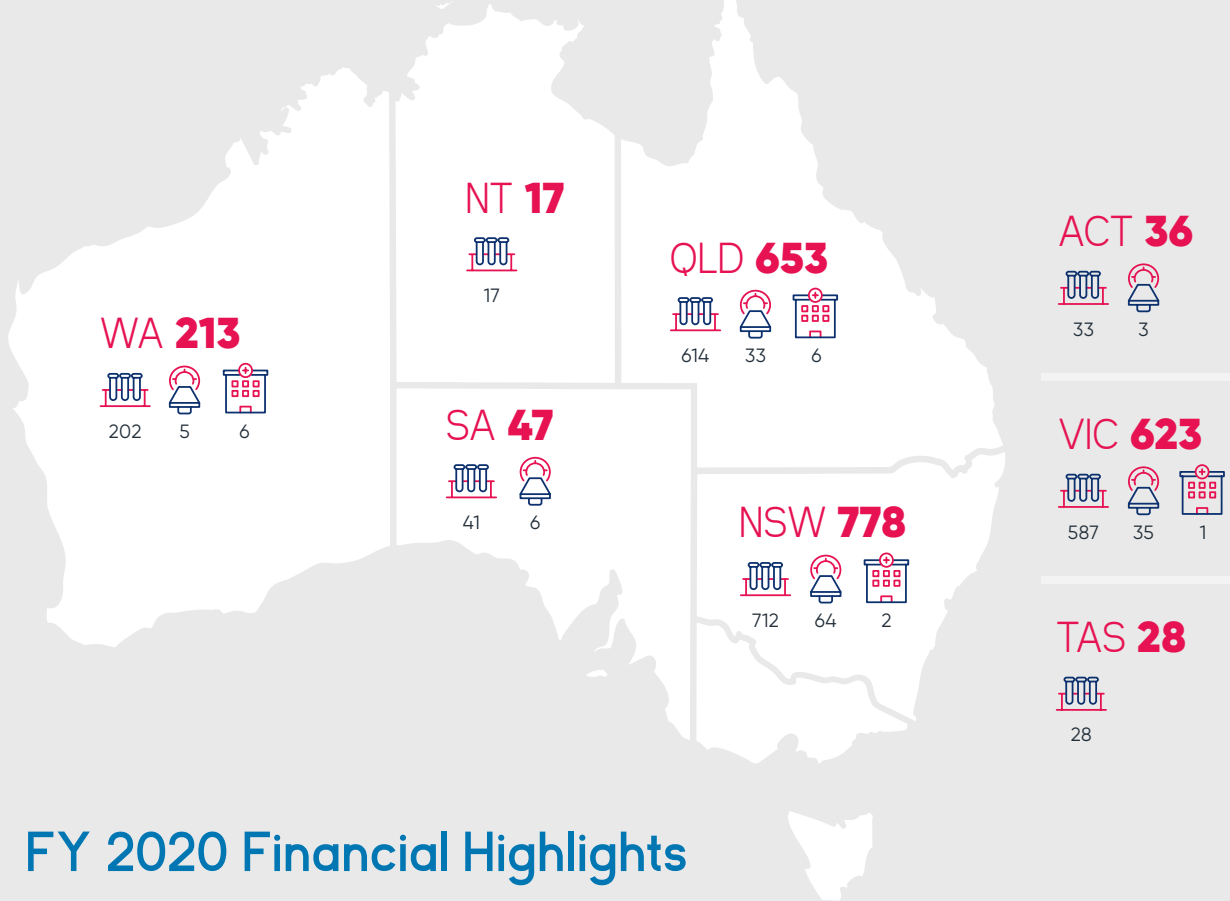 NT 17
17
QLD 653
614 33 6
WA 213
202 5 6
SA 47
41 6
NSW 778
712 64 2
ACT 36
33 3
VIC 623
587 35 1
TAS 28
28
FY 2020 Financial Highlights